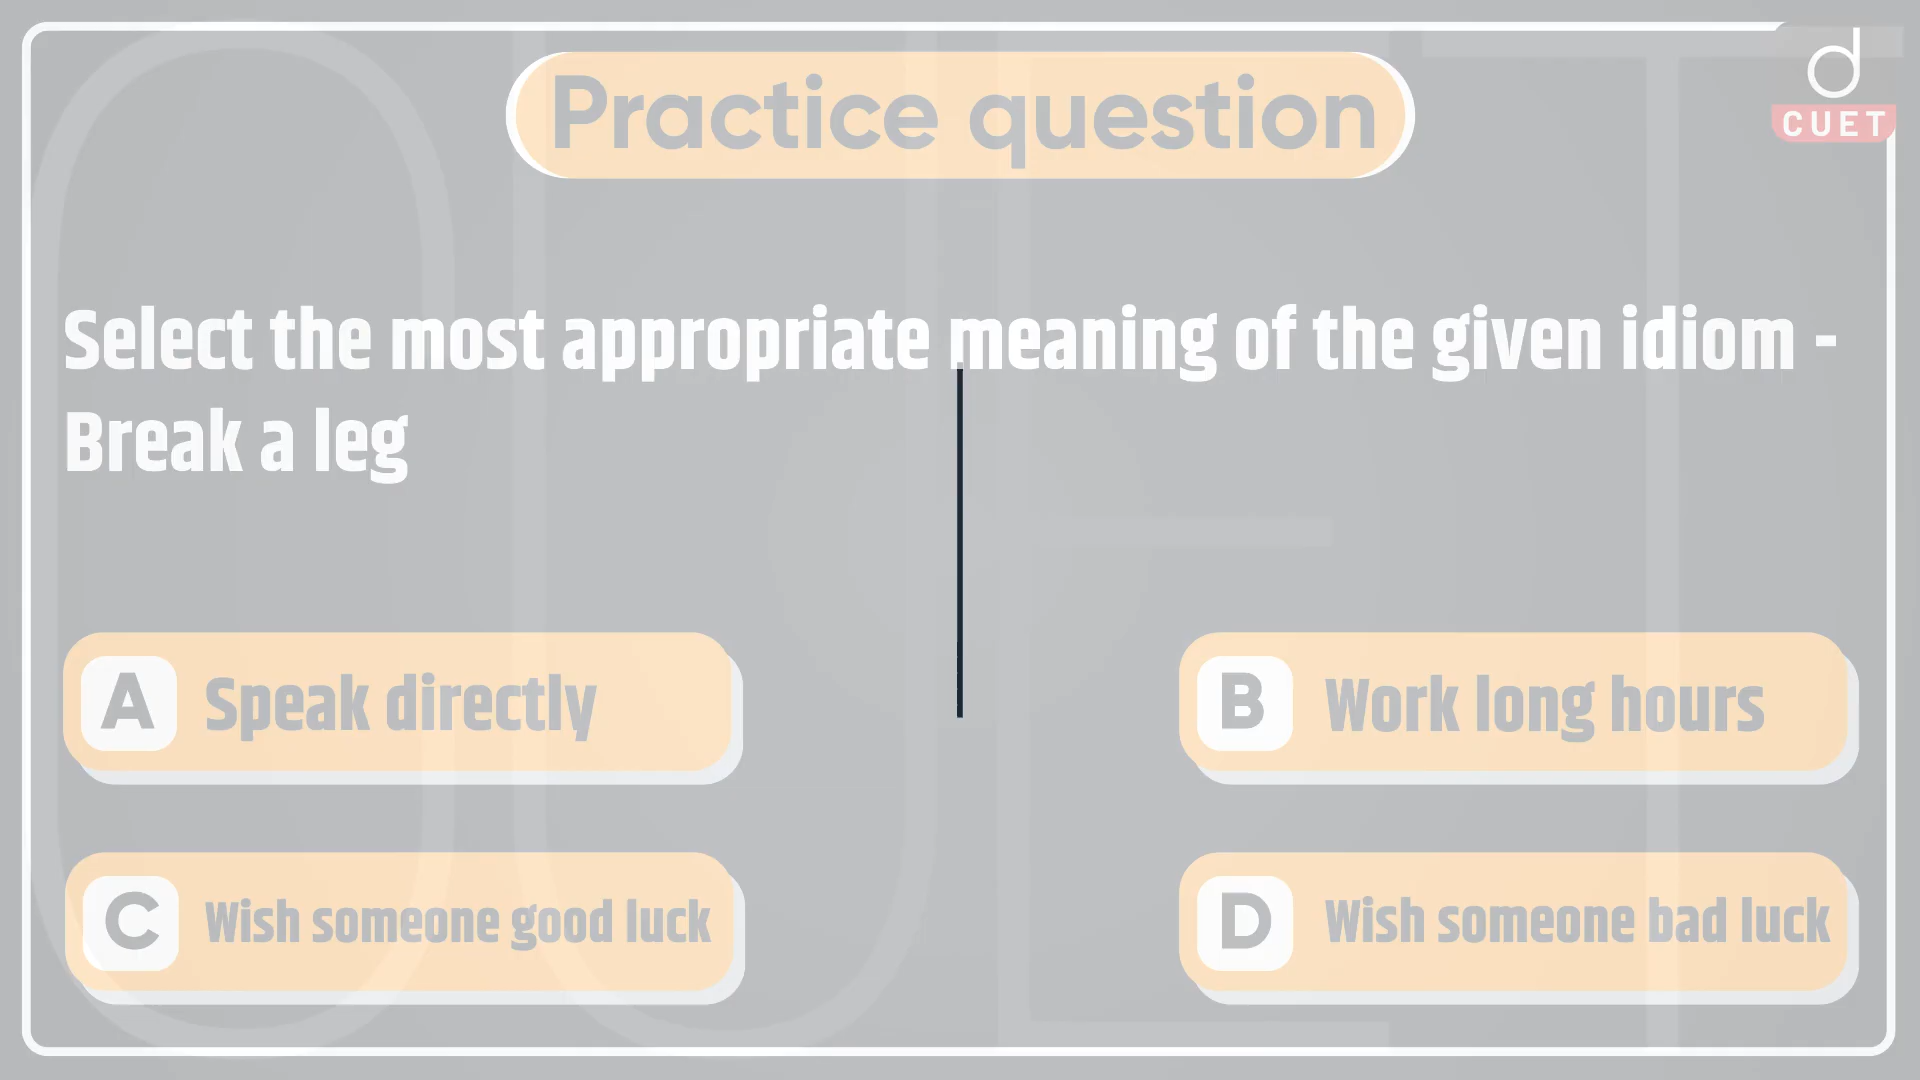 Practice question
d
CUET
Select the most appropriate meaning of the given idiom -
Break a leg
A Speak directly
B Work long hours
C Wish someone good luck
D Wish someone bad luck